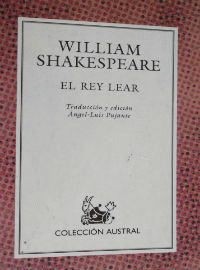 WILLIAM
SHAKESPEARE
EL REY LEAR
Traducción y edición
Ángel-Luis Pujante
COLECCIÓN AUSTRAL